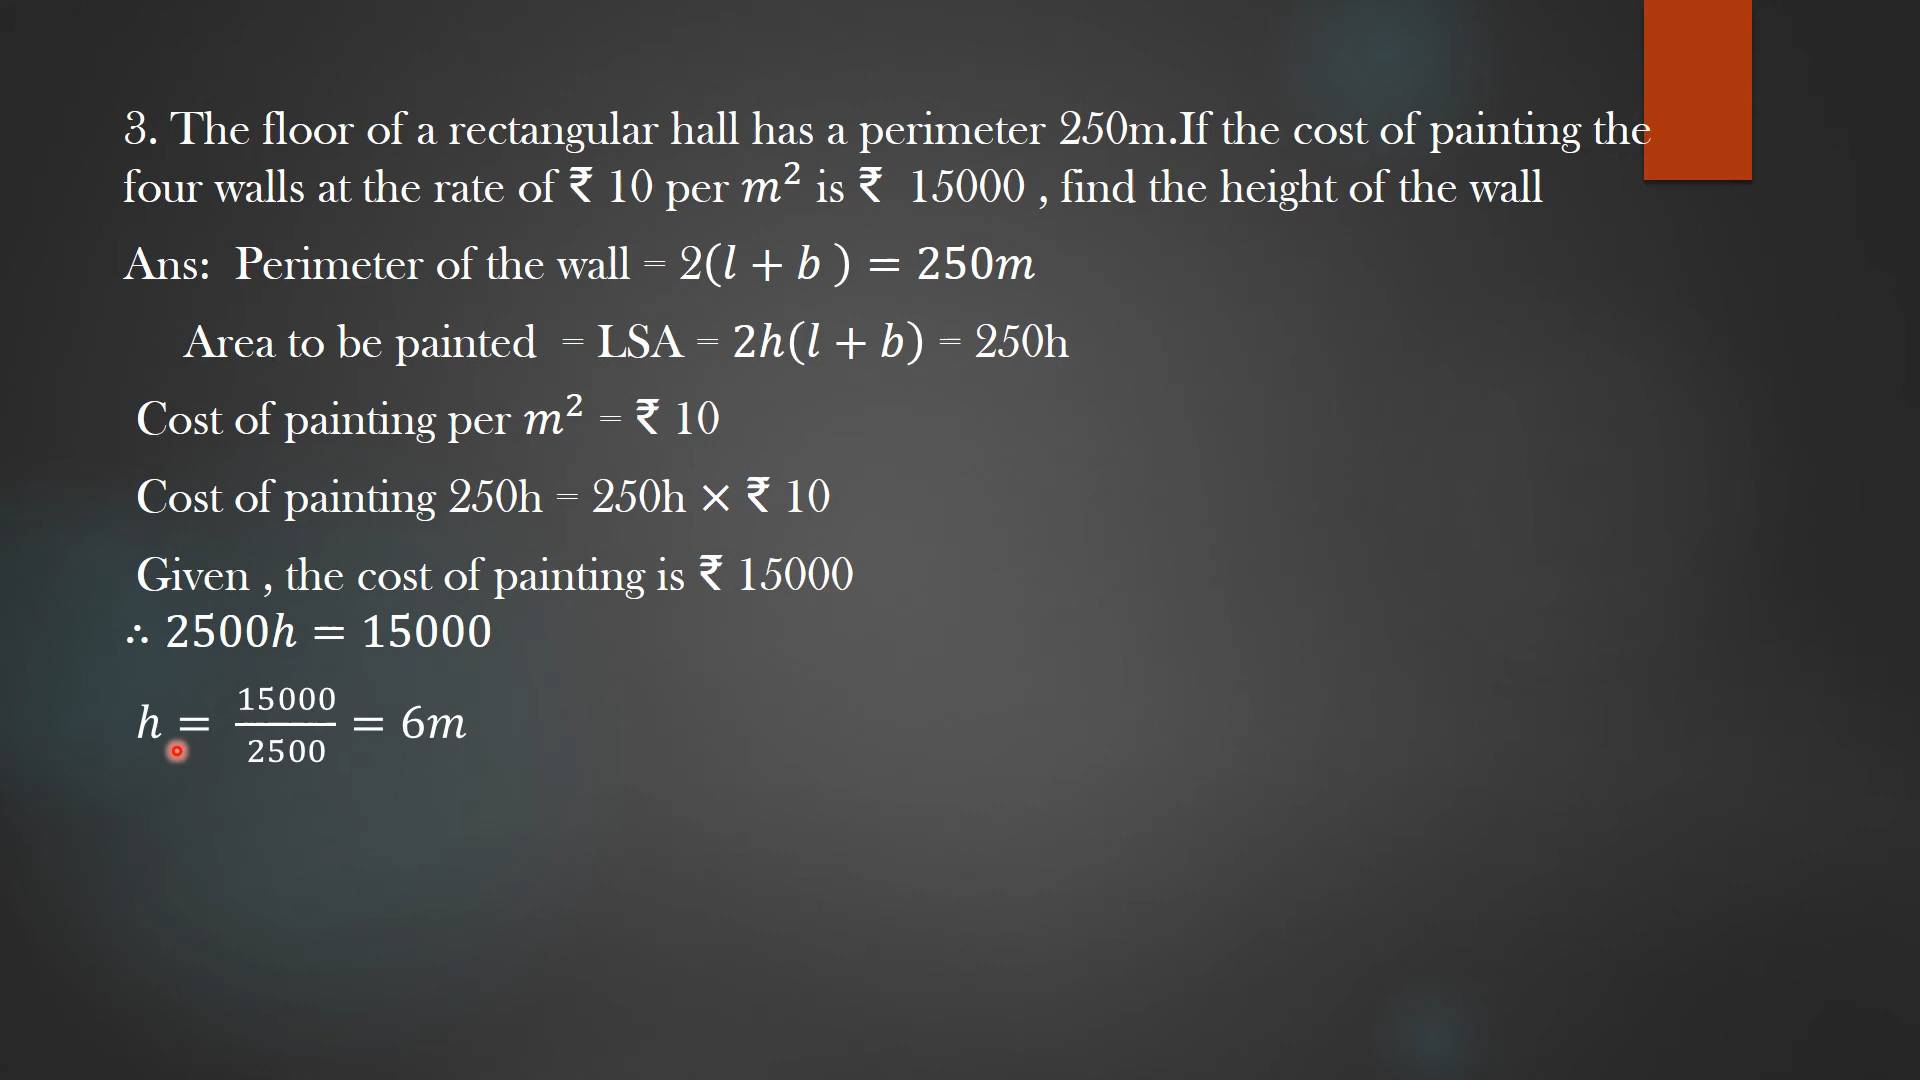 3. The floor of a rectangular hall has a perimeter 250m.If the cost of painting the
four walls at the rate of ₹ 10 per m² is ₹ 15000 , find the height of the wall
Ans: Perimeter of the wall = 2(l + b ) = 250m
Area to be painted = LSA = 2h(l + b) = 250h
Cost of painting per m² = ₹ 10
Cost of painting 250h = 250h × ₹ 10
Given , the cost of painting is ₹ 15000
∴ 2500h = 15000
h = 15000/2500 = 6m